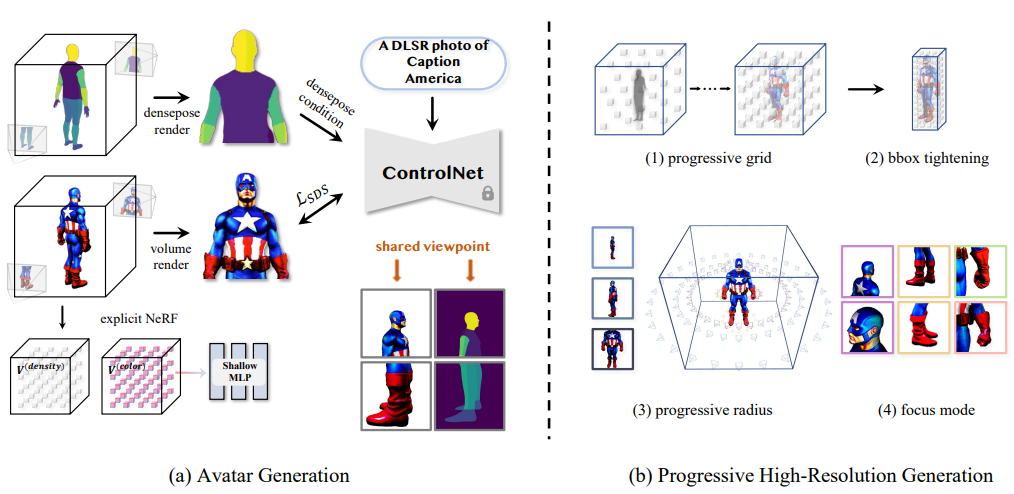 A DLSR photo of
Caption
America
densepose
render
densepose
condition
ControlNet
volume
render
ℒ_SDS
shared viewpoint
explicit NeRF
V^(density)
V^(color)
Shallow
MLP
(a) Avatar Generation
(1) progressive grid
(2) bbox tightening
(3) progressive radius
(4) focus mode
(b) Progressive High-Resolution Generation